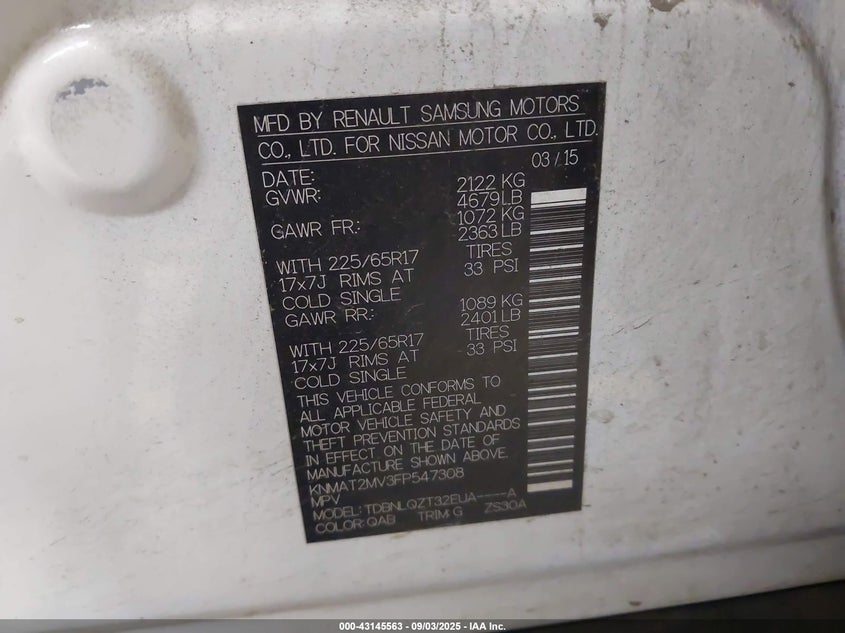 MFD BY RENAULT SAMSUNG MOTORS
CO., LTD. FOR NISSAN MOTOR CO., LTD.
DATE: 03 / 15
GVWR: 2122 KG
4679 LB
GAWR FR.: 1072 KG
2363 LB
WITH 225/65R17 TIRES
17x7J RIMS AT 33 PSI
COLD SINGLE
GAWR RR.: 1089 KG
2401 LB
WITH 225/65R17 TIRES
17x7J RIMS AT 33 PSI
COLD SINGLE
THIS VEHICLE CONFORMS TO
ALL APPLICABLE FEDERAL
MOTOR VEHICLE SAFETY AND
THEFT PREVENTION STANDARDS
IN EFFECT ON THE DATE OF
MANUFACTURE SHOWN ABOVE.
KNMAT2MV3FP547308
MPV
MODEL: TDBNLQZT32EUA----A
COLOR: QAB TRIM: G ZS30A
000-43145563 - 09/03/2025 - IAA Inc.